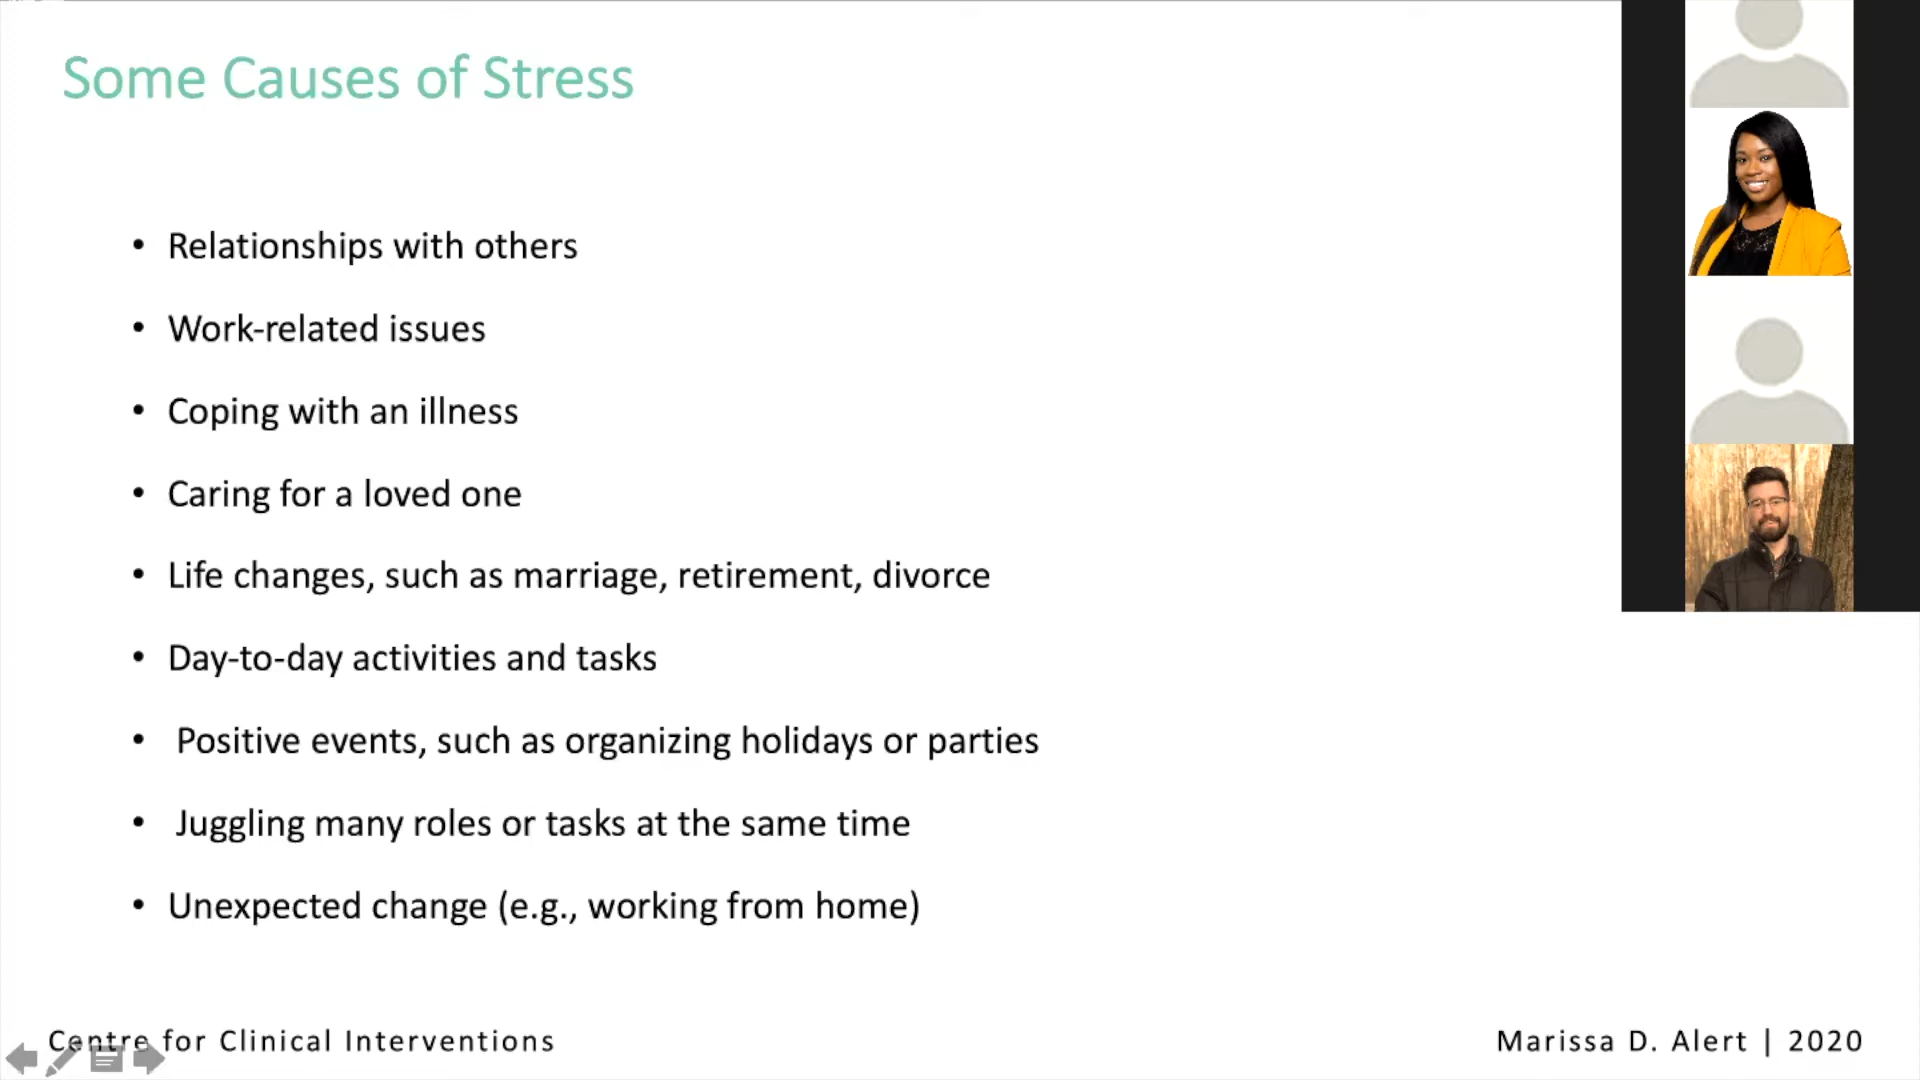 Some Causes of Stress
• Relationships with others
• Work-related issues
• Coping with an illness
• Caring for a loved one
• Life changes, such as marriage, retirement, divorce
• Day-to-day activities and tasks
• Positive events, such as organizing holidays or parties
• Juggling many roles or tasks at the same time
• Unexpected change (e.g., working from home)
Centre for Clinical Interventions
Marissa D. Alert | 2020